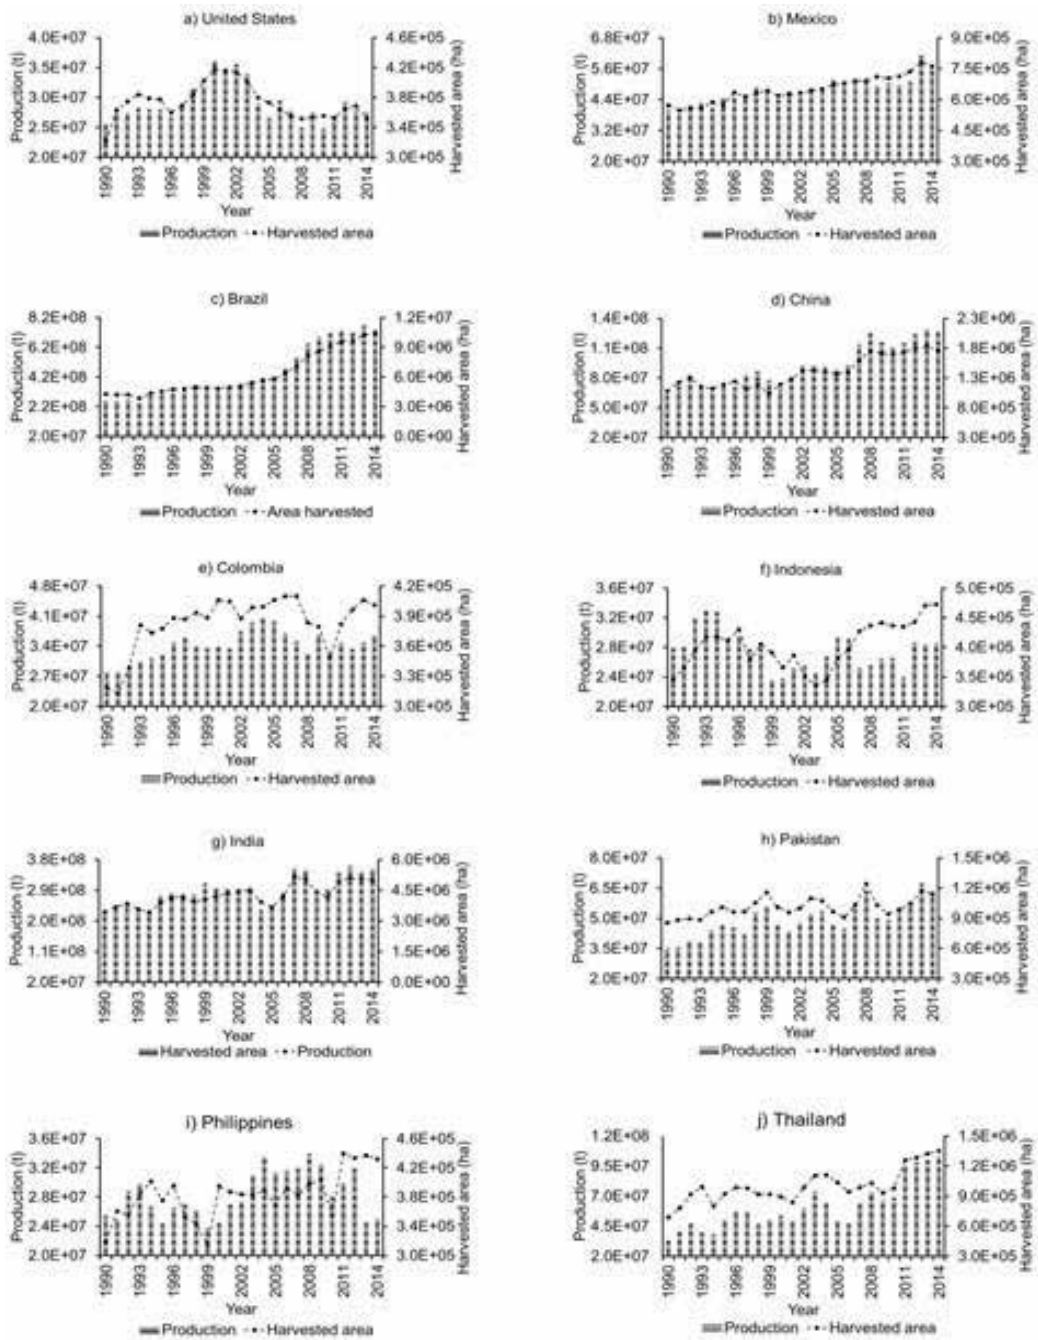 a) United States
Production (t)
4.0E+07
3.5E+07
3.0E+07
2.5E+07
2.0E+07
4.6E+05
4.2E+05
3.8E+05
3.4E+05
3.0E+05
Harvested area (ha)
1990 1993 1996 1999 2002 2005 2008 2011 2014
Year
Production Harvested area
b) Mexico
Production (t)
6.8E+07
5.6E+07
4.4E+07
3.2E+07
2.0E+07
9.0E+05
7.5E+05
6.0E+05
4.5E+05
3.0E+05
Harvested area (ha)
1990 1993 1996 1999 2002 2005 2008 2011 2014
Year
Production Harvested area
c) Brazil
Production (t)
8.2E+08
6.2E+08
4.2E+08
2.2E+08
2.0E+07
1.2E+07
9.0E+06
6.0E+06
3.0E+06
0.0E+00
Harvested area (ha)
1990 1993 1996 1999 2002 2005 2008 2011 2014
Year
Production Area harvested
d) China
Production (t)
1.4E+08
1.1E+08
8.0E+07
5.0E+07
2.0E+07
2.3E+06
1.8E+06
1.3E+06
8.0E+05
3.0E+05
Harvested area (ha)
1990 1993 1996 1999 2002 2005 2008 2011 2014
Year
Production Harvested area
e) Colombia
Production (t)
4.8E+07
4.1E+07
3.4E+07
2.7E+07
2.0E+07
4.2E+05
3.9E+05
3.6E+05
3.3E+05
3.0E+05
Harvested area (ha)
1990 1993 1996 1999 2002 2005 2008 2011 2014
Year
Production Harvested area
f) Indonesia
Production (t)
3.6E+07
3.2E+07
2.8E+07
2.4E+07
2.0E+07
5.0E+05
4.5E+05
4.0E+05
3.5E+05
3.0E+05
Harvested area (ha)
1990 1993 1996 1999 2002 2005 2008 2011 2014
Year
Production Harvested area
g) India
Production (t)
3.8E+08
2.9E+08
2.0E+08
1.1E+08
2.0E+07
6.0E+06
4.5E+06
3.0E+06
1.5E+06
0.0E+00
Harvested area (ha)
1990 1993 1996 1999 2002 2005 2008 2011 2014
Year
Harvested area Production
h) Pakistan
Production (t)
8.0E+07
6.5E+07
5.0E+07
3.5E+07
2.0E+07
1.5E+06
1.2E+06
9.0E+05
6.0E+05
3.0E+05
Harvested area (ha)
1990 1993 1996 1999 2002 2005 2008 2011 2014
Year
Production Harvested area
i) Philippines
Production (t)
3.6E+07
3.2E+07
2.8E+07
2.4E+07
2.0E+07
4.6E+05
4.2E+05
3.8E+05
3.4E+05
3.0E+05
Harvested area (ha)
1990 1993 1996 1999 2002 2005 2008 2011 2014
Year
Production Harvested area
j) Thailand
Production (t)
1.2E+08
9.5E+07
7.0E+07
4.5E+07
2.0E+07
1.5E+06
1.2E+06
9.0E+05
6.0E+05
3.0E+05
Harvested area (ha)
1990 1993 1996 1999 2002 2005 2008 2011 2014
Year
Production Harvested area